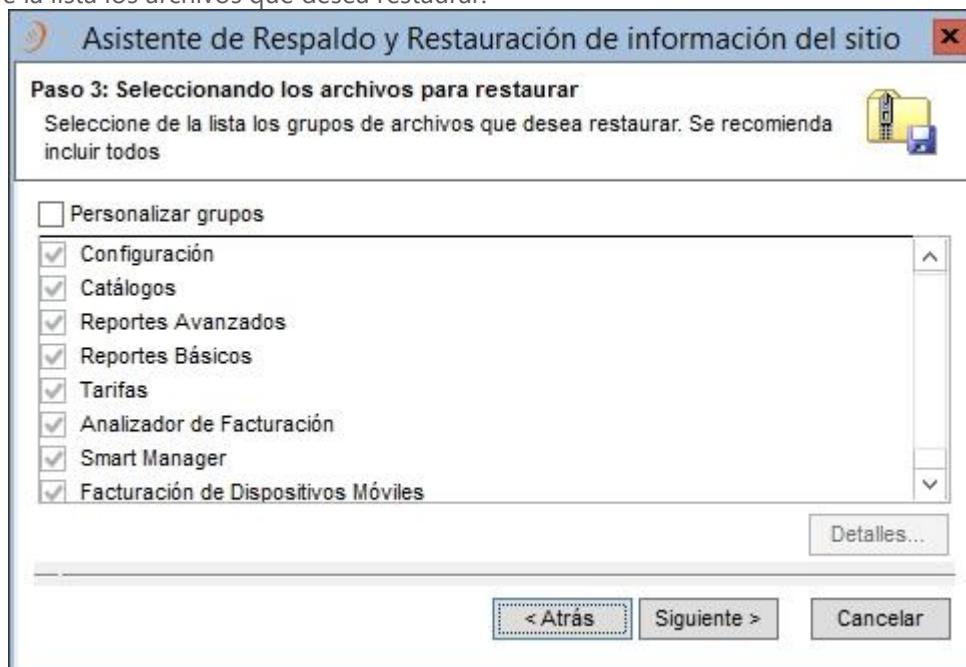 e la lista los archivos que desea restaurar.
Asistente de Respaldo y Restauración de información del sitio
Paso 3: Seleccionando los archivos para restaurar
Seleccione de la lista los grupos de archivos que desea restaurar. Se recomienda
incluir todos
Personalizar grupos
Configuración
Catálogos
Reportes Avanzados
Reportes Básicos
Tarifas
Analizador de Facturación
Smart Manager
Facturación de Dispositivos Móviles
Detalles...
< Atrás
Siguiente >
Cancelar